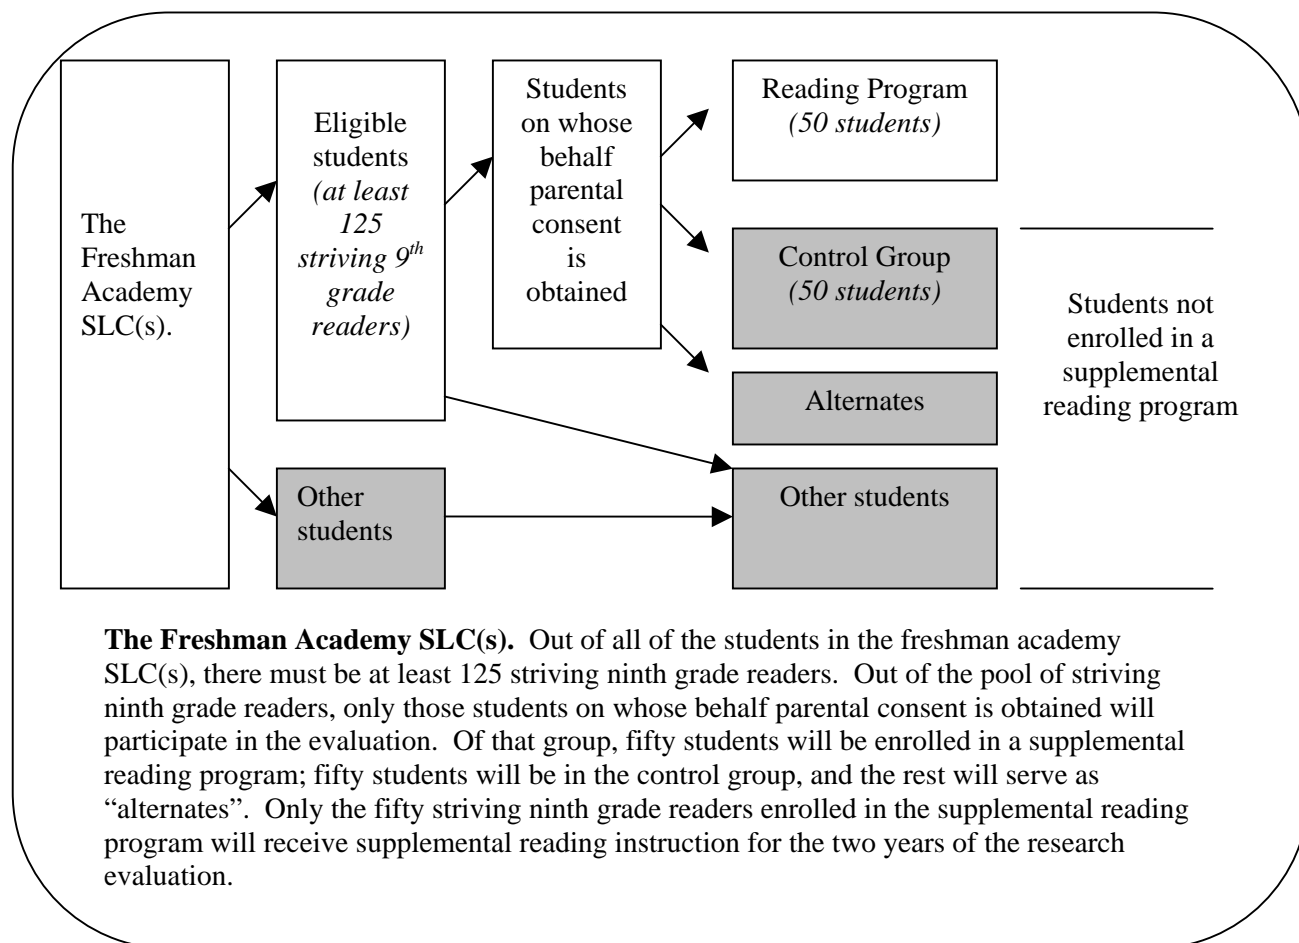 The
Freshman
Academy
SLC(s).
Eligible
students
(at least
125
striving 9th
grade
readers)
Other
students
Students
on whose
behalf
parental
consent
is
obtained
Reading Program
(50 students)
Control Group
(50 students)
Alternates
Other students
Students not
enrolled in a
supplemental
reading program
The Freshman Academy SLC(s). Out of all of the students in the freshman academy
SLC(s), there must be at least 125 striving ninth grade readers. Out of the pool of striving
ninth grade readers, only those students on whose behalf parental consent is obtained will
participate in the evaluation. Of that group, fifty students will be enrolled in a supplemental
reading program; fifty students will be in the control group, and the rest will serve as
“alternates”. Only the fifty striving ninth grade readers enrolled in the supplemental reading
program will receive supplemental reading instruction for the two years of the research
evaluation.